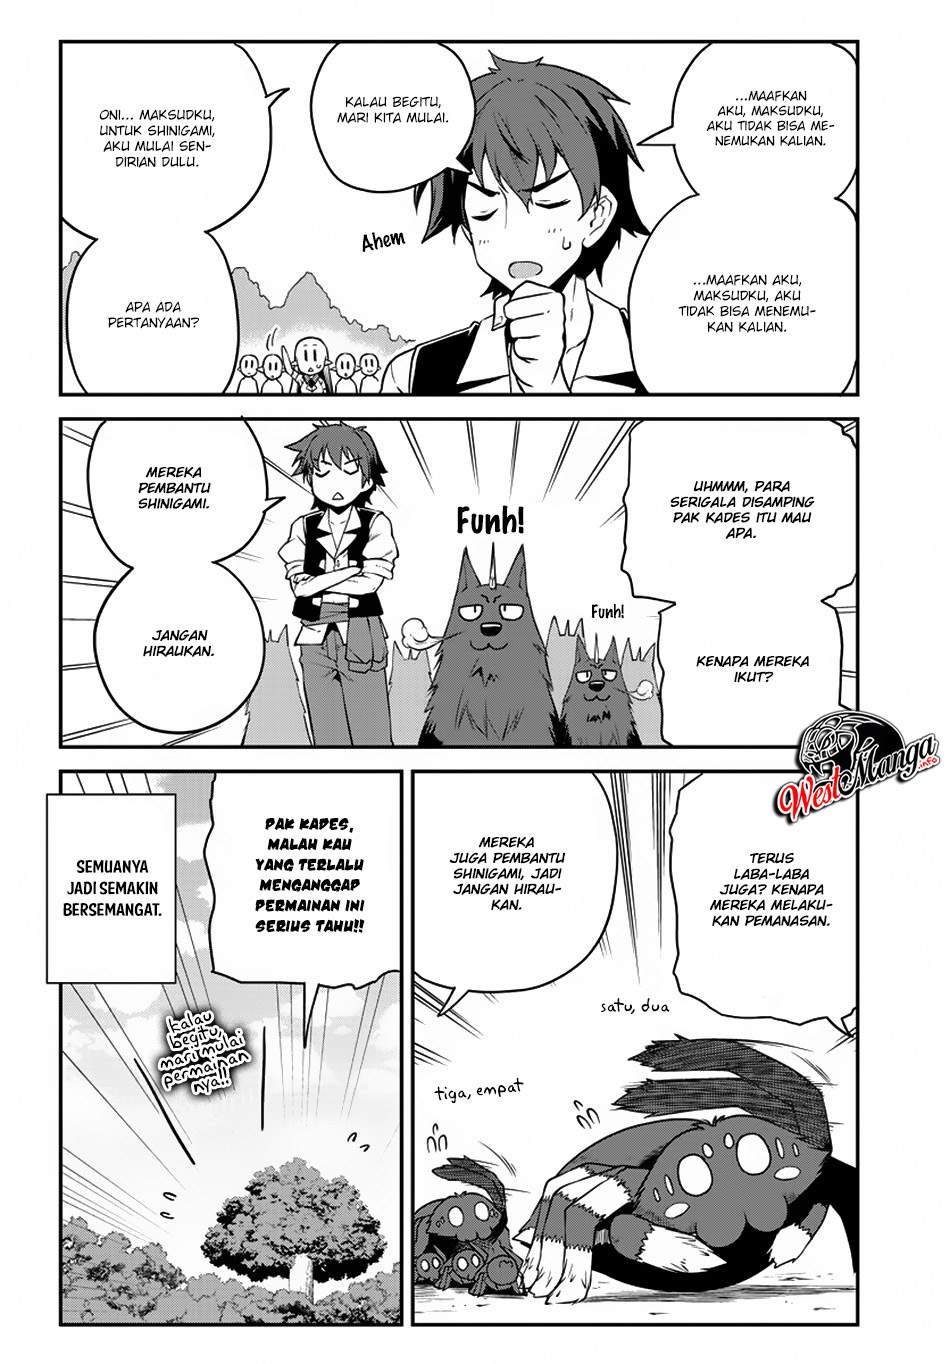 ...MAAFKAN
AKU, MAKSUDKU,
AKU TIDAK BISA ME-
NEMUKAN KALIAN.
...MAAFKAN AKU,
MAKSUDKU, AKU
TIDAK BISA MENEMU-
KAN KALIAN.
KALAU BEGITU,
MARI KITA MULAI.
Ahem
ONI... MAKSUDKU,
UNTUK SHINIGAMI,
AKU MULAI SEN-
DIRIAN DULU.
APA ADA
PERTANYAAN?
UHMMM, PARA
SERIGALA DISAMPING
PAK KADES ITU MAU
APA.
KENAPA MEREKA
IKUT?
Funh!
Funh!
MEREKA
PEMBANTU
SHINIGAMI.
JANGAN
HIRAUKAN.
WestManga
.info
TERUS
LABA-LABA
JUGA? KENAPA
MEREKA MELAKU-
KAN PEMANASAN.
MEREKA
JUGA PEMBANTU
SHINIGAMI, JADI
JANGAN HIRAU-
KAN.
satu, dua
tiga, empat
PAK KADES,
MALAH KAU
YANG TERLALU
MENGANGGAP
PERMAINAN INI
SERIUS TAHU!!
SEMUANYA
JADI SEMAKIN
BERSEMANGAT.
kalau
begitu,
mari mulai
permainan
nya!!